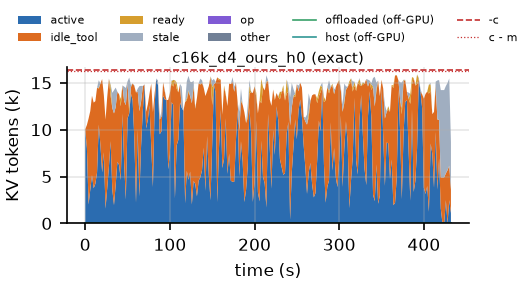 active ready op offloaded (off-GPU) -c
idle_tool stale other host (off-GPU) c - m
c16k_d4_ours_h0 (exact)
KV tokens (k)
15
10
5
0
0 100 200 300 400
time (s)